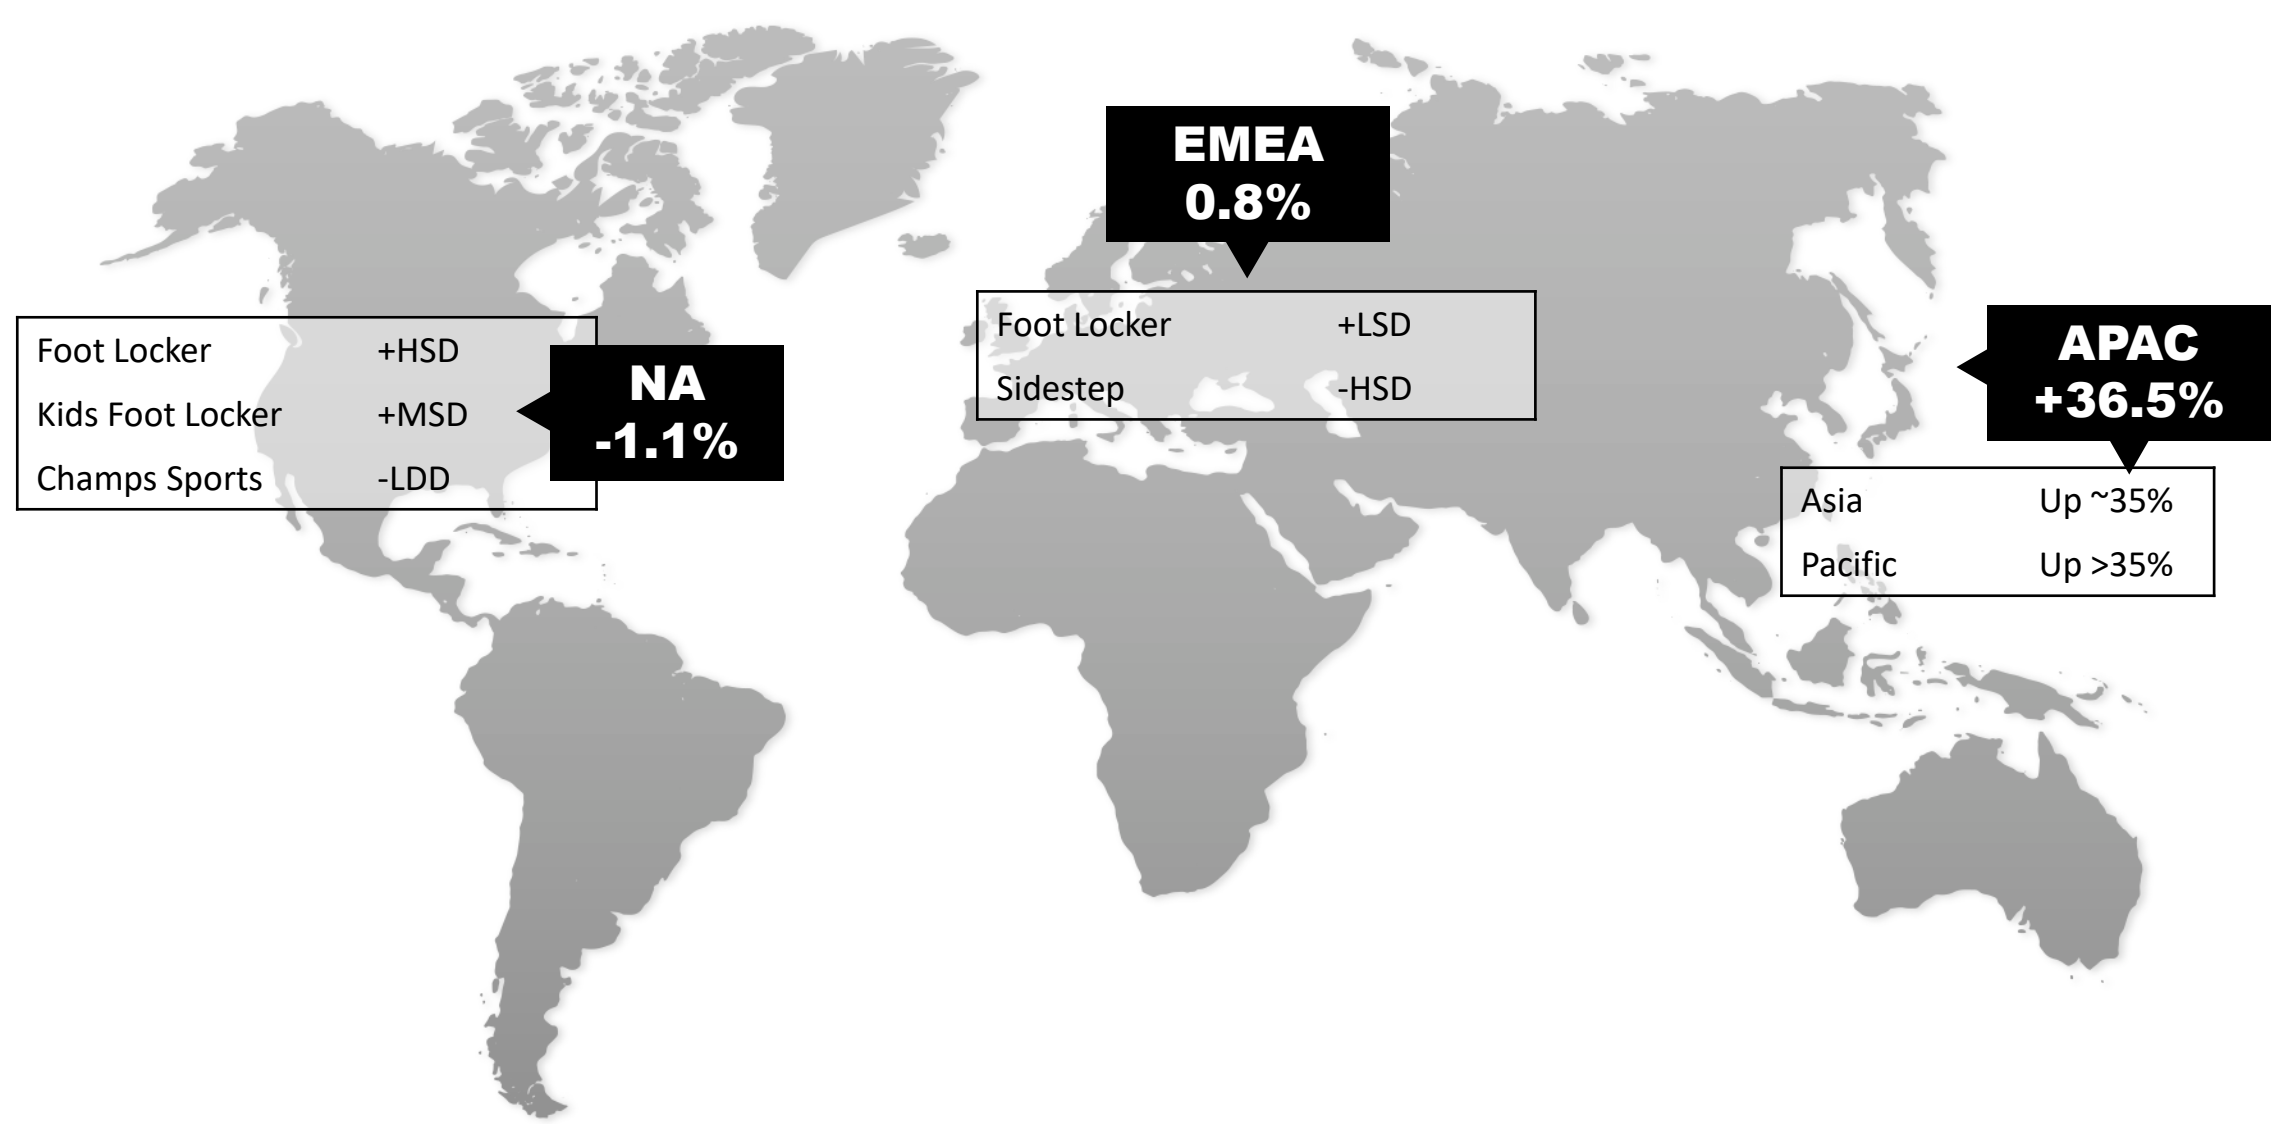 EMEA
0.8%
Foot Locker +LSD
Sidestep -HSD
Foot Locker +HSD
Kids Foot Locker +MSD
Champs Sports -LDD
NA
-1.1%
APAC
+36.5%
Asia Up ~35%
Pacific Up >35%